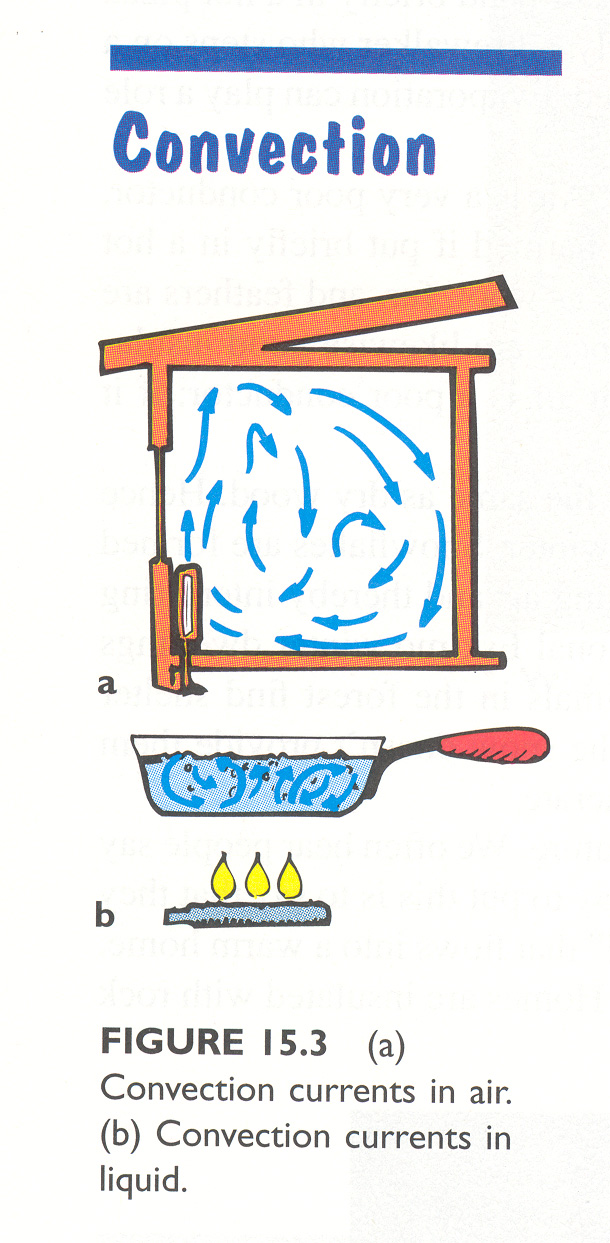 Convection
a
b
FIGURE 15.3 (a)
Convection currents in air.
(b) Convection currents in
liquid.